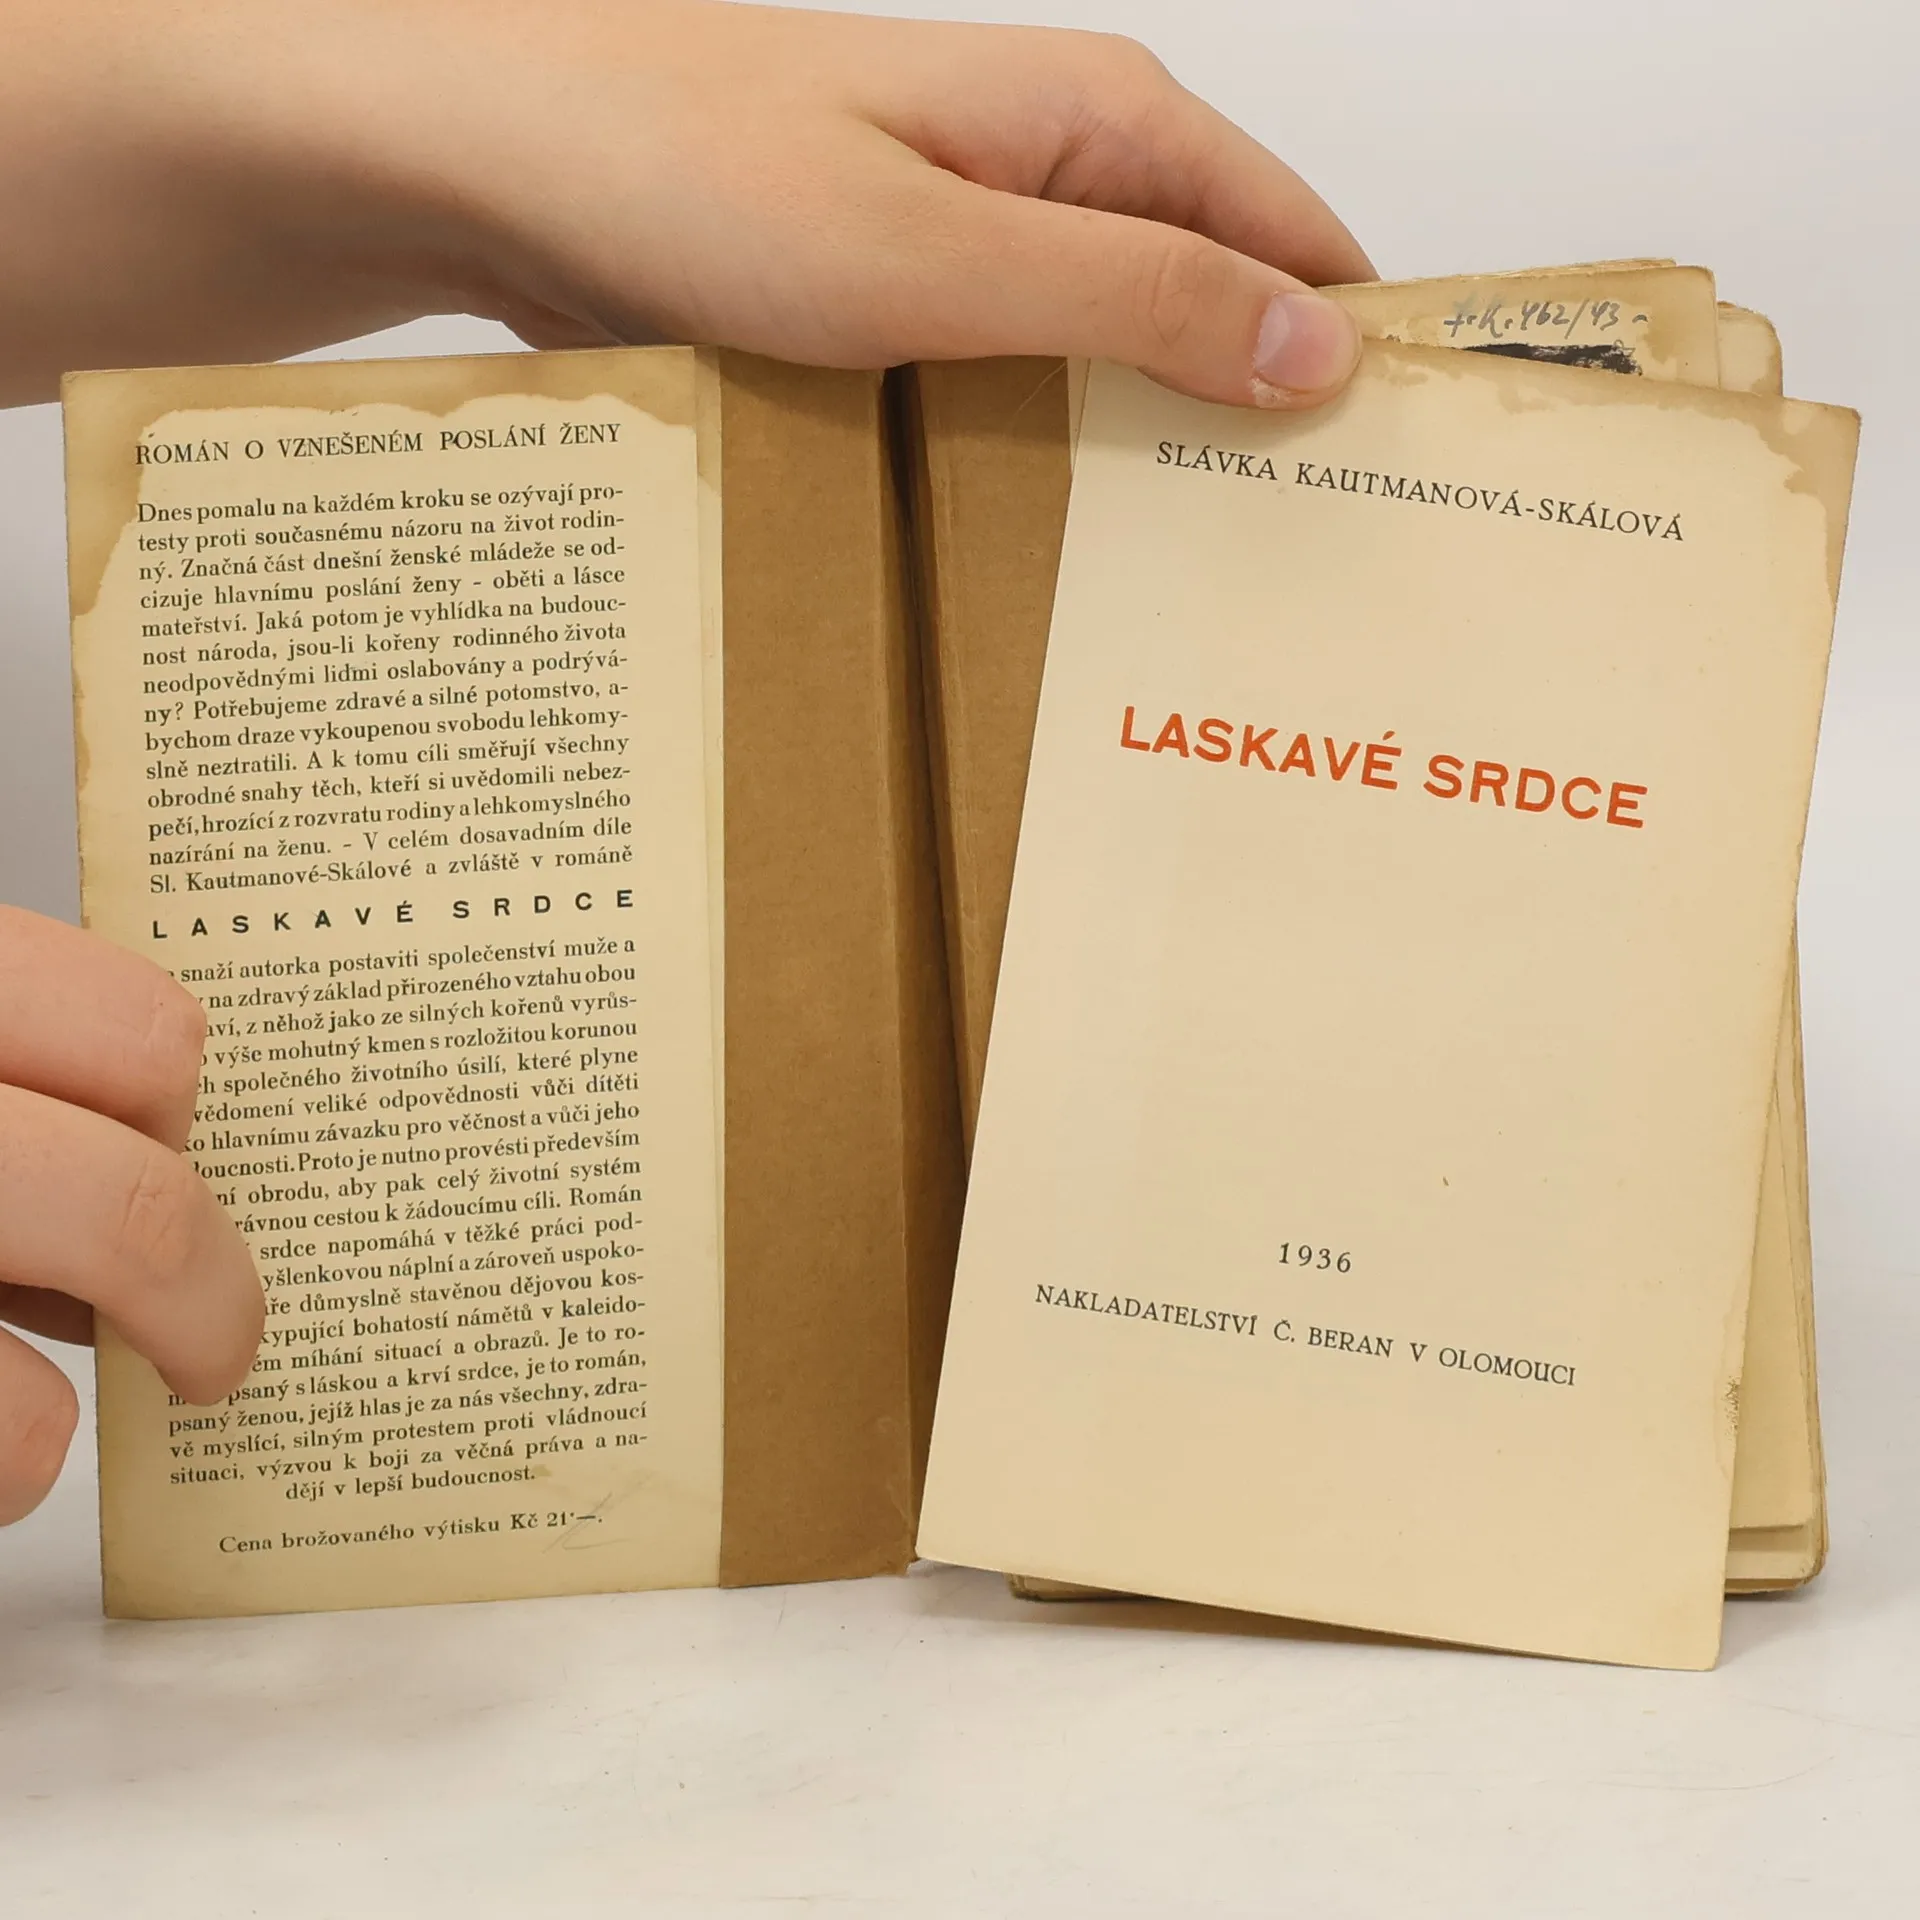 ROMÁN O VZNEŠENÉM POSLÁNÍ ŽENY
Dnes pomalu na každém kroku se ozývají pro-
testy proti současnému názoru na život rodin-
ný. Značná část dnešní ženské mládeže se od-
cizuje hlavnímu poslání ženy - oběti a lásce
mateřství. Jaká potom je vyhlídka na budouc-
nost národa, jsou-li kořeny rodinného života
neodpovědnými lidmi oslabovány a podrývá-
ny? Potřebujeme zdravé a silné potomstvo, a-
bychom draze vykoupenou svobodu lehkomy-
slně neztratili. A k tomu cíli směřují všechny
obrodné snahy těch, kteří si uvědomili nebez-
pečí, hrozící z rozvratu rodiny a lehkomyslného
nazírání na ženu. - V celém dosavadním díle
Sl. Kautmanové-Skálové a zvláště v románě
LASKAVÉ SRDCE
snaží autorka postaviti společenství muže a
na zdravý základ přirozeného vztahu obou
z něhož jako ze silných kořenů vyrůs-
výše mohutný kmen s rozložitou korunou
společného životního úsilí, které plyne
vědomení veliké odpovědnosti vůči dítěti
ko hlavnímu závazku pro věčnost a vůči jeho
doucnosti. Proto je nutno provésti především
ní obrodu, aby pak celý životní systém
rávnou cestou k žádoucímu cíli. Román
srdce napomáhá v těžké práci pod-
yšlenkovou náplní a zároveň uspoko-
důmyslně stavěnou dějovou kos-
kypující bohatostí námětů v kaleido-
ém míhání situací a obrazů. Je to ro-
psaný s láskou a krví srdce, je to román,
psaný ženou, jejíž hlas je za nás všechny, zdra-
vě myslící, silným protestem proti vládnoucí
situaci, výzvou k boji za věčná práva a na-
dějí v lepší budoucnost.
Cena brožovaného výtisku Kč 21·—.
462/43
SLÁVKA KAUTMANOVÁ-SKÁLOVÁ
LASKAVÉ SRDCE
1936
NAKLADATELSTVÍ Č. BERAN V OLOMOUCI